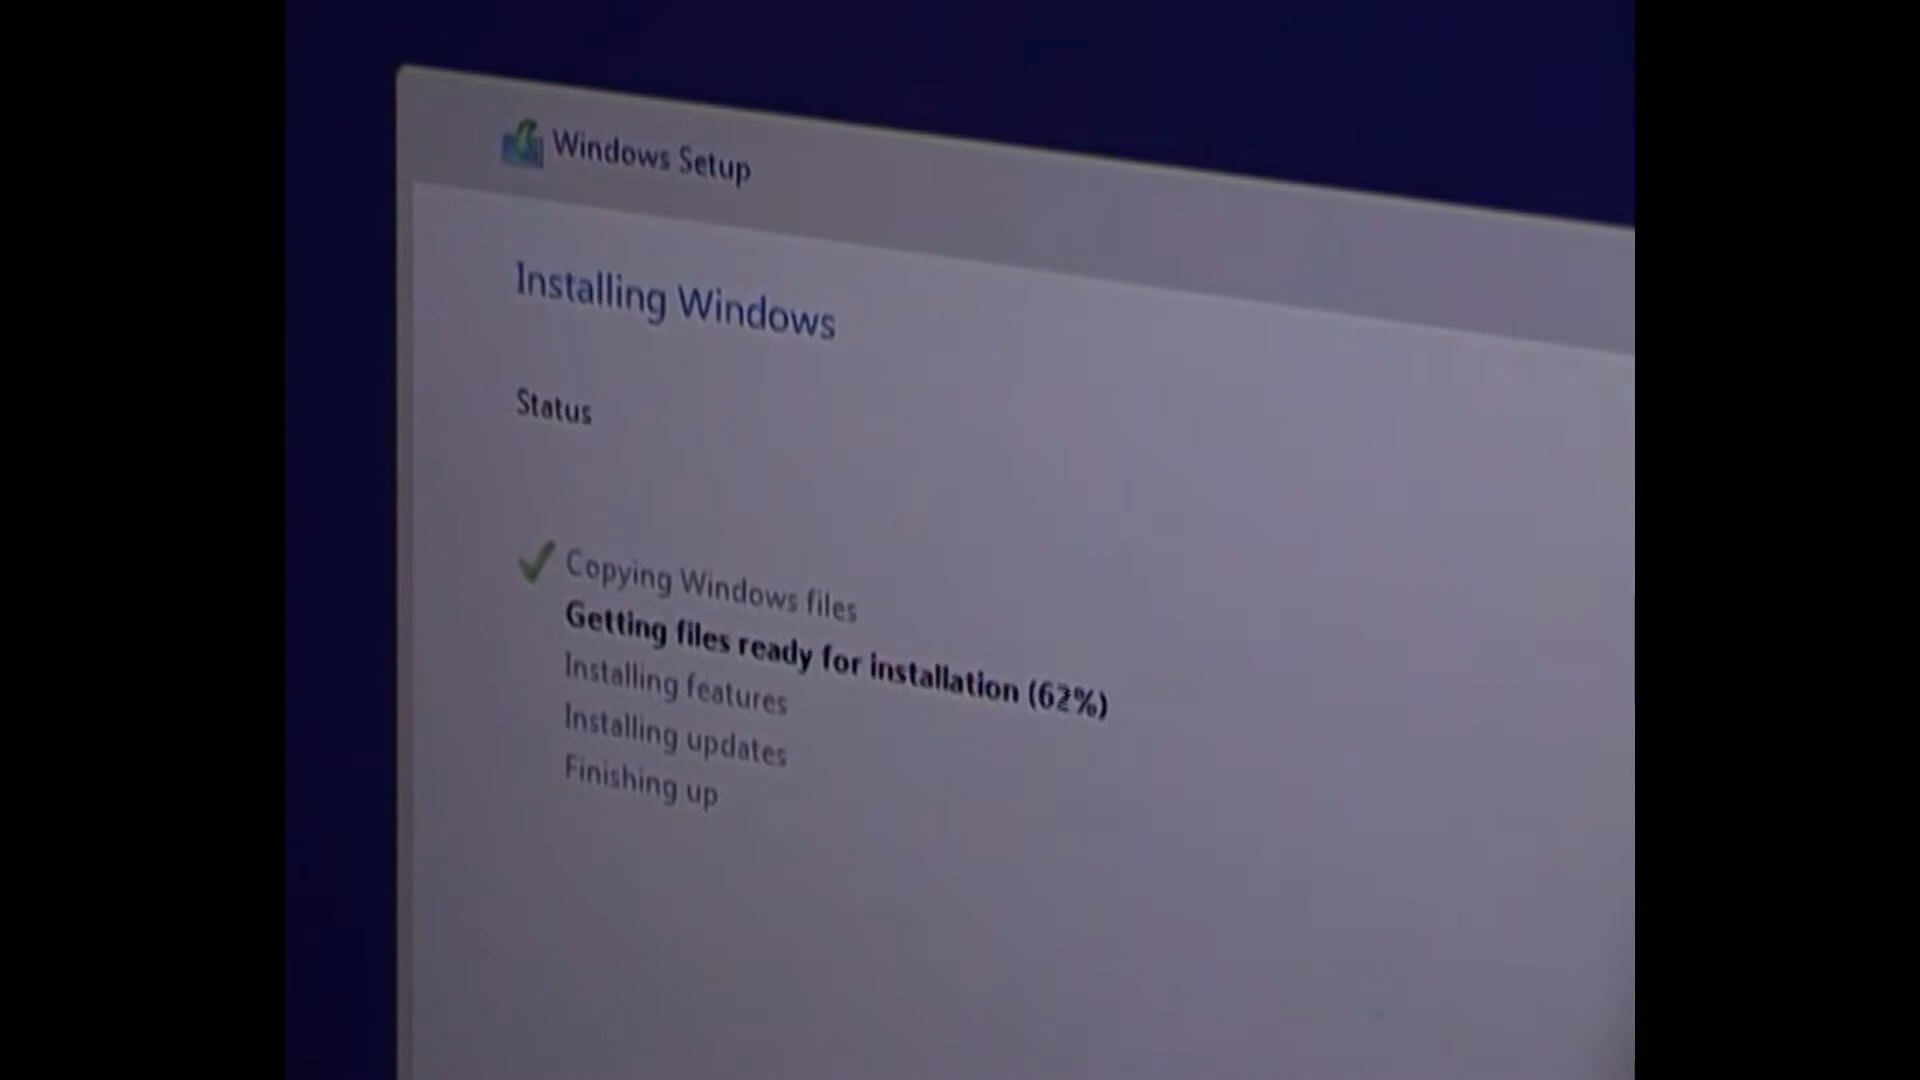 Windows Setup
Installing Windows
Status
Copying Windows files
Getting files ready for installation (62%)
Installing features
Installing updates
Finishing up